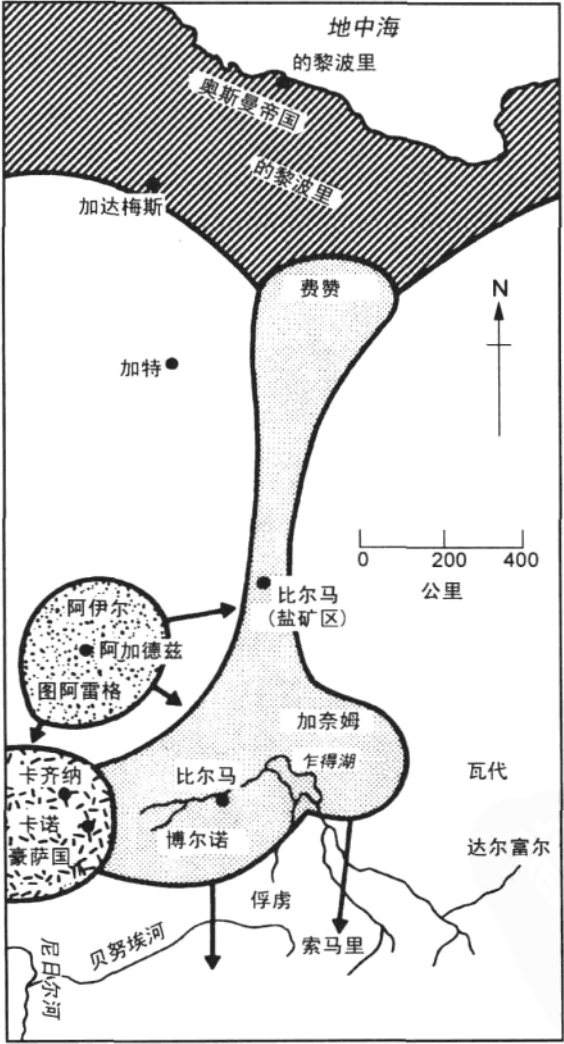 地中海
的黎波里
奥斯曼帝国
的黎波里
加达梅斯
费赞
N
加特
0 200 400
公里
比尔马
(盐矿区)
阿伊尔
阿加德兹
图阿雷格
加奈姆
乍得湖
瓦代
卡齐纳
比尔马
卡诺
博尔诺
豪萨国
达尔富尔
俘虏
索马里
贝努埃河
尼日尔河